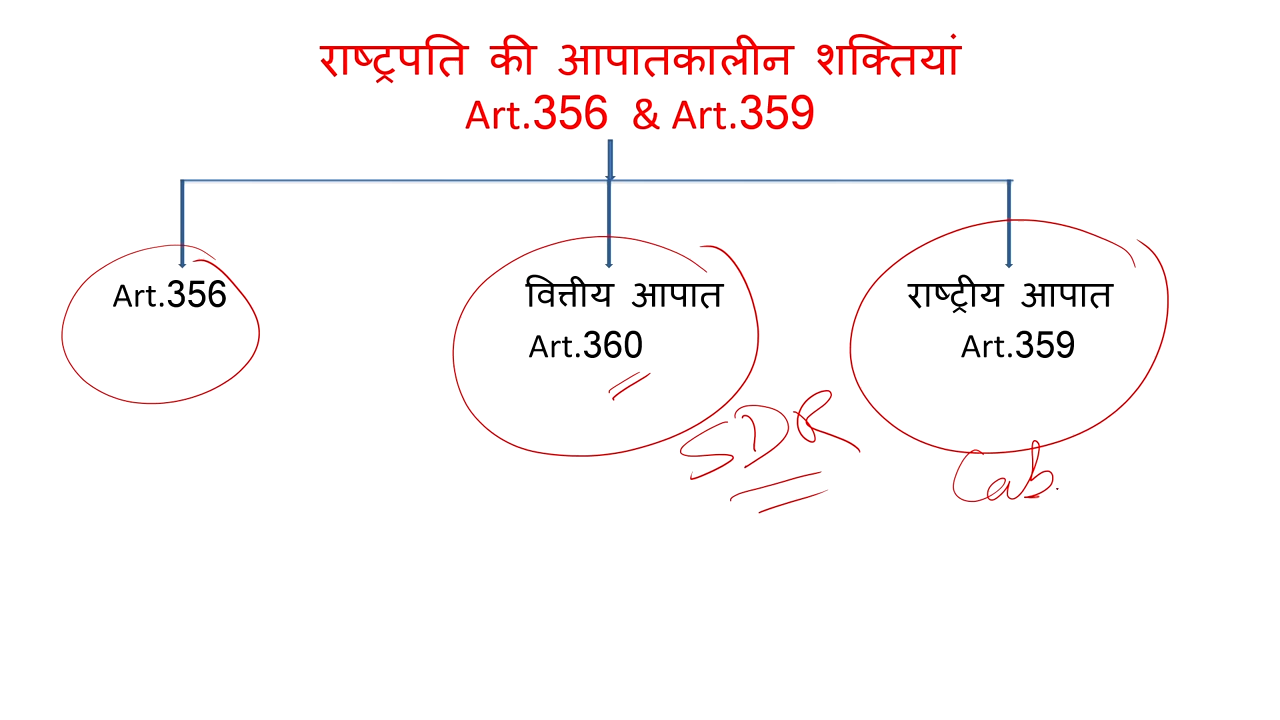 राष्ट्रपति की आपातकालीन शक्तियां
Art.356 & Art.359
Art.356
वित्तीय आपात
Art.360
राष्ट्रीय आपात
Art.359
SDR
Cab.